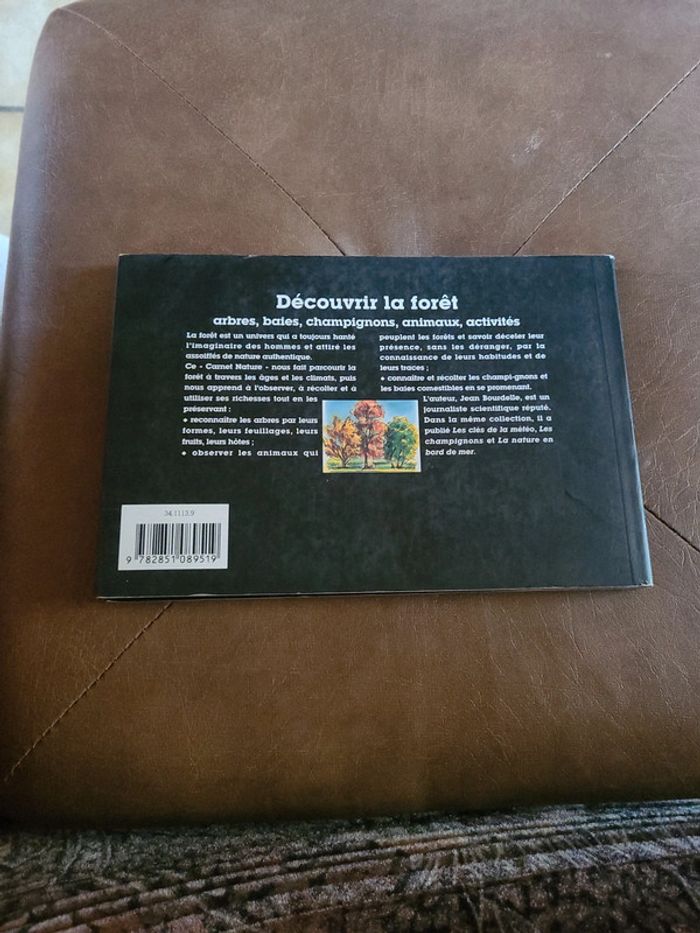 Découvrir la forêt
arbres, baies, champignons, animaux, activités
La forêt est un univers qui a toujours hanté
l'imaginaire des hommes et attiré les
assoiffés de nature authentique.
Ce - Carnet Nature - nous fait parcourir la
forêt à travers les âges et les climats, puis
nous apprend à l'observer, à récolter et à
utiliser ses richesses tout en les
préservant :
• reconnaître les arbres par leurs
formes, leurs feuillages, leurs
fruits, leurs hôtes ;
• observer les animaux qui
peuplent les forêts et savoir déceler leur
présence, sans les déranger, par la
connaissance de leurs habitudes et de
leurs traces ;
• connaître et récolter les champi-gnons et
les baies comestibles en se promenant.
L'auteur, Jean Bourdelle, est un
journaliste scientifique réputé.
Dans la même collection, il a
publié Les clés de la météo, Les
champignons et La nature en
bord de mer.
34.1113.9
9 782851 089519